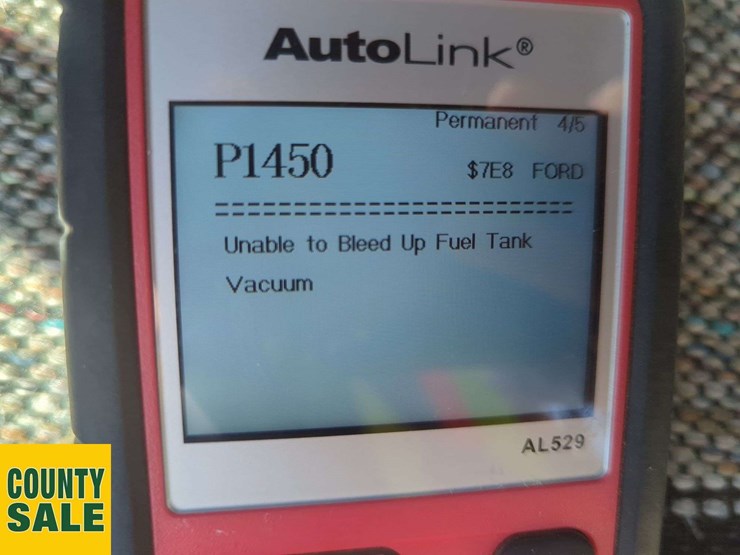 AutoLink®
Permanent 4/5
P1450 $7E8 FORD
=============================
Unable to Bleed Up Fuel Tank
Vacuum
AL529
COUNTY
SALE